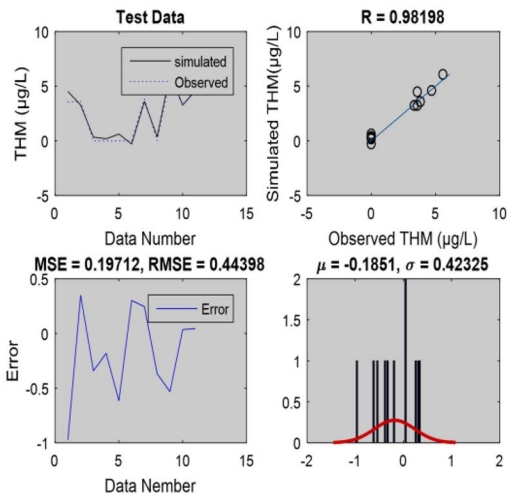 Test Data
10
5
0
-5
THM (µg/L)
simulated
Observed
0 5 10 15
Data Number
R = 0.98198
10
5
0
-5
Simulated THM(µg/L)
-5 0 5 10
Observed THM (µg/L)
MSE = 0.19712, RMSE = 0.44398
0.5
0
-0.5
-1
Error
Error
0 5 10 15
Data Nember
µ = -0.1851, σ = 0.42325
2
1.5
1
0.5
0
-2 -1 0 1 2